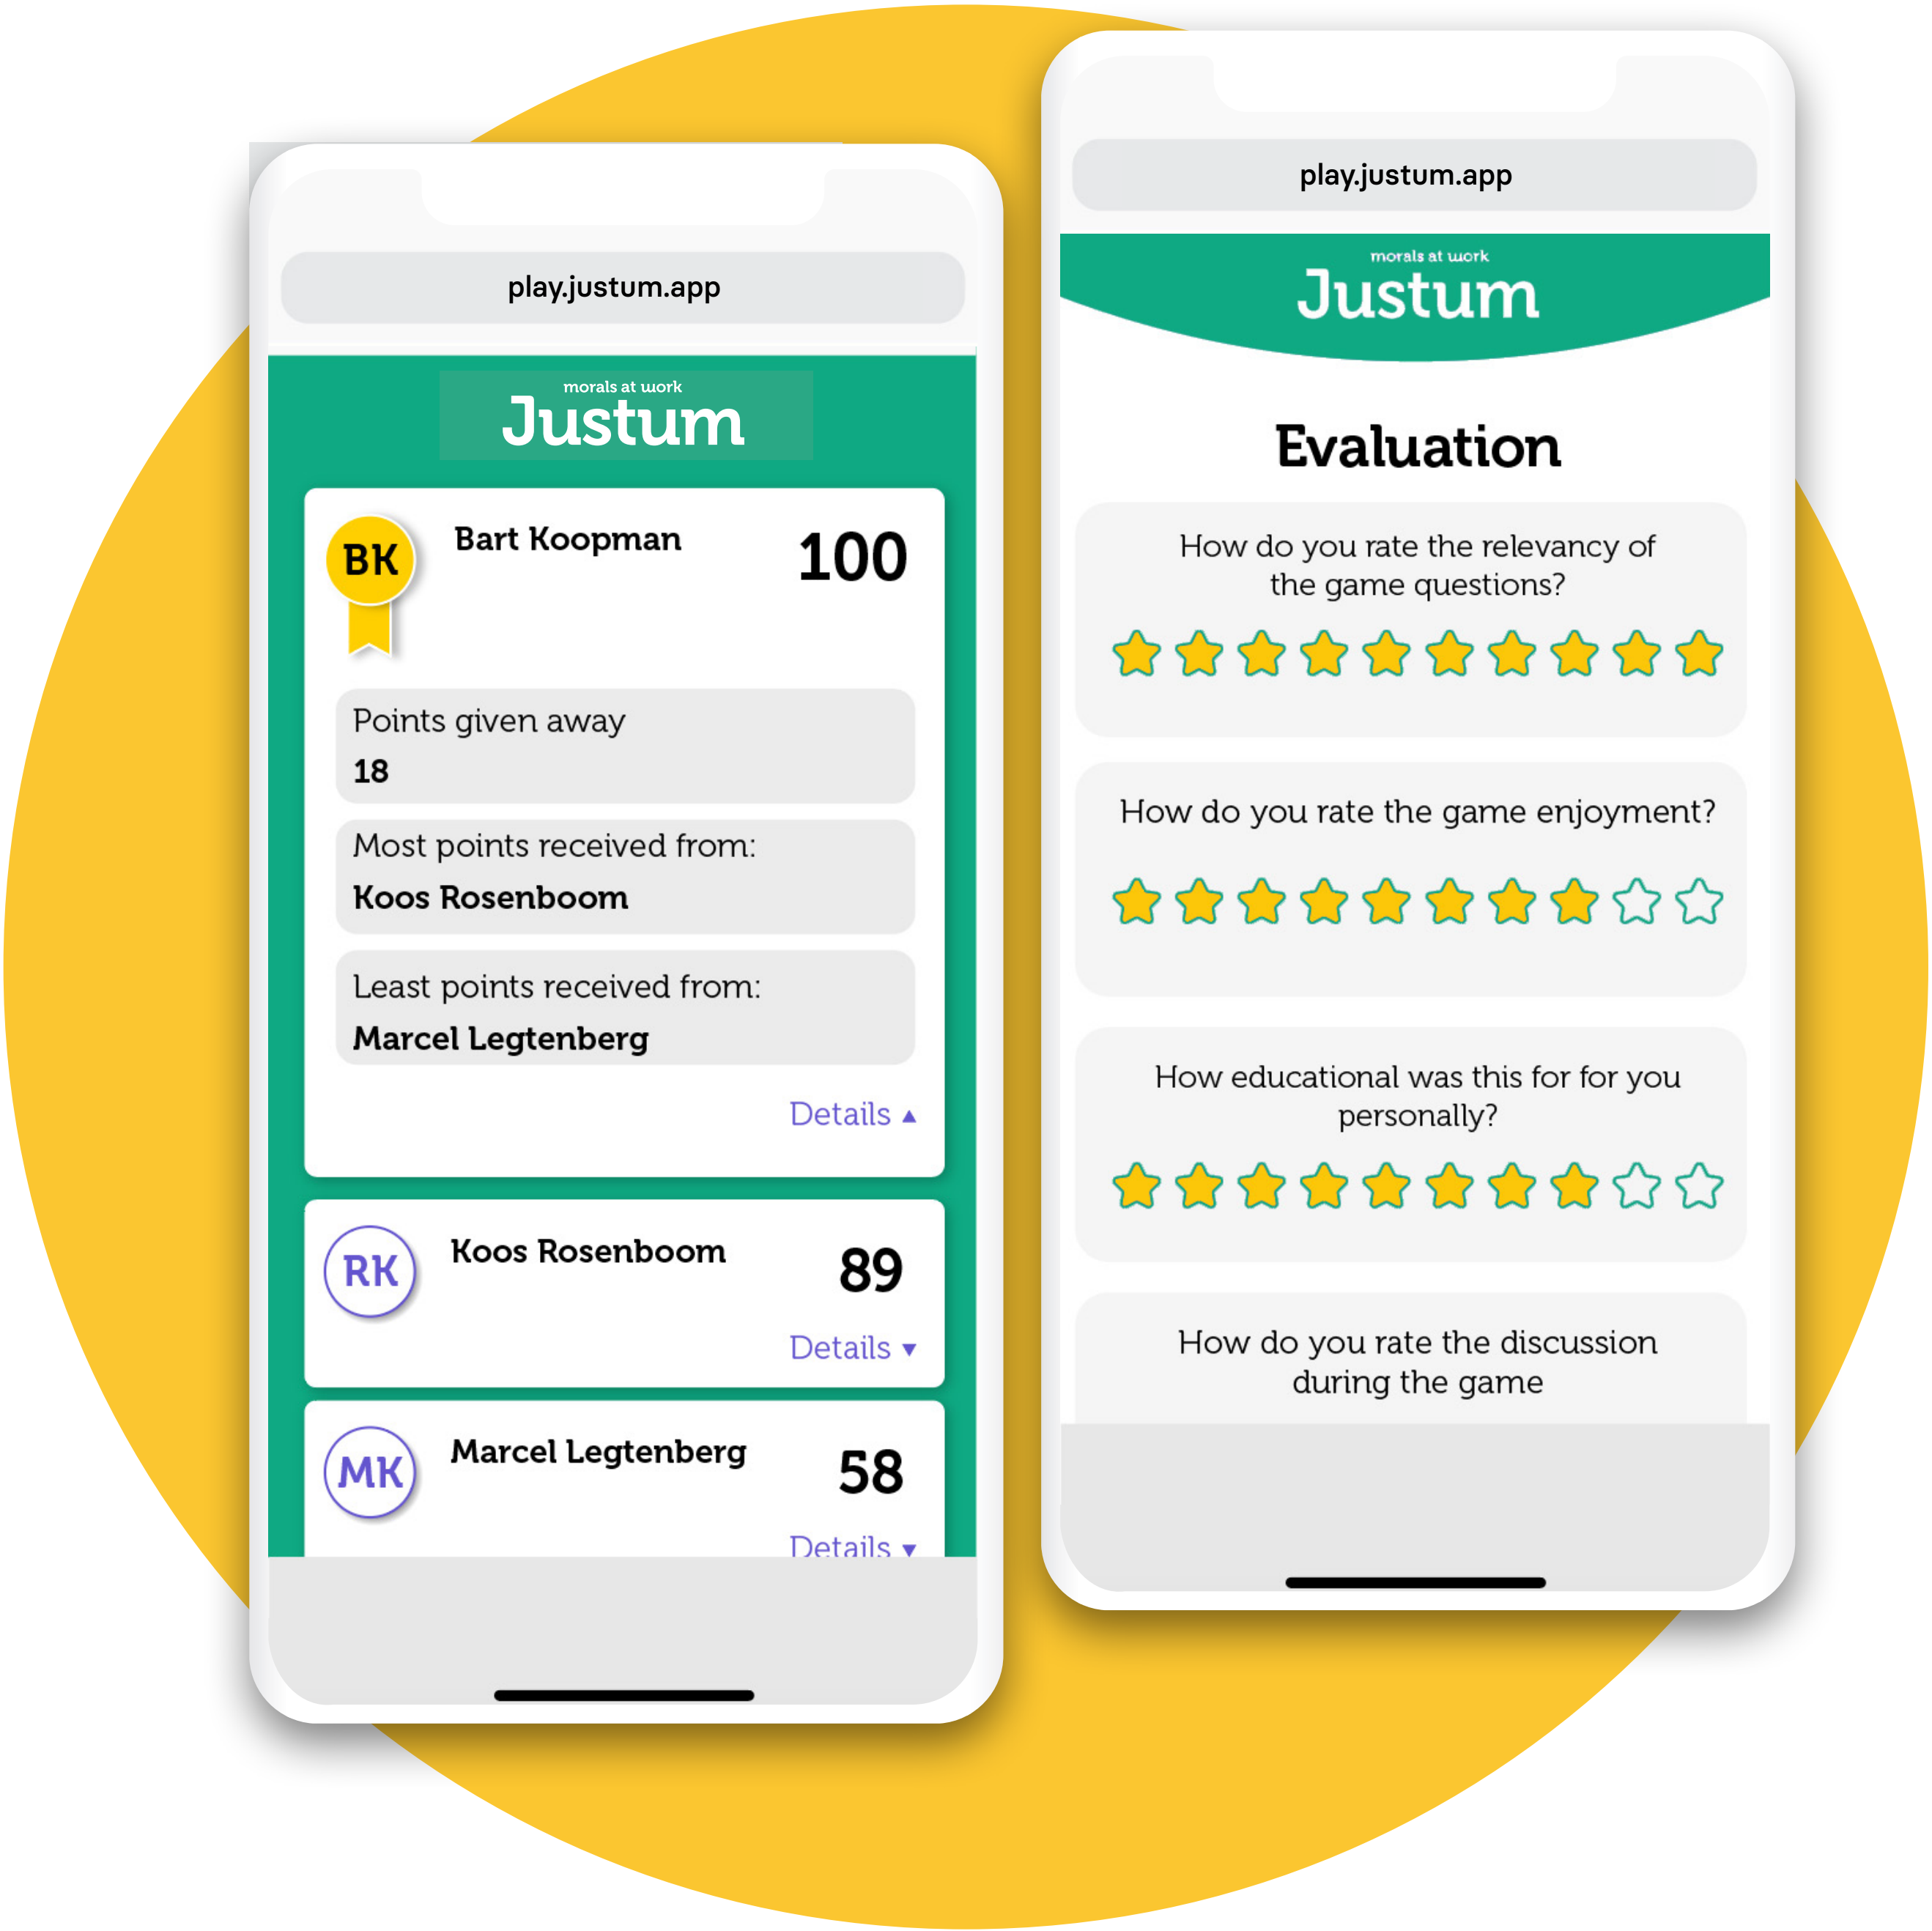 play.justum.app
morals at work
Justum
BK
Bart Koopman
100
Points given away
18
Most points received from:
Koos Rosenboom
Least points received from:
Marcel Legtenberg
Details ▲
RK
Koos Rosenboom
89
Details ▼
MK
Marcel Legtenberg
58
Details ▼
play.justum.app
morals at work
Justum
Evaluation
How do you rate the relevancy of
the game questions?
How do you rate the game enjoyment?
How educational was this for for you
personally?
How do you rate the discussion
during the game